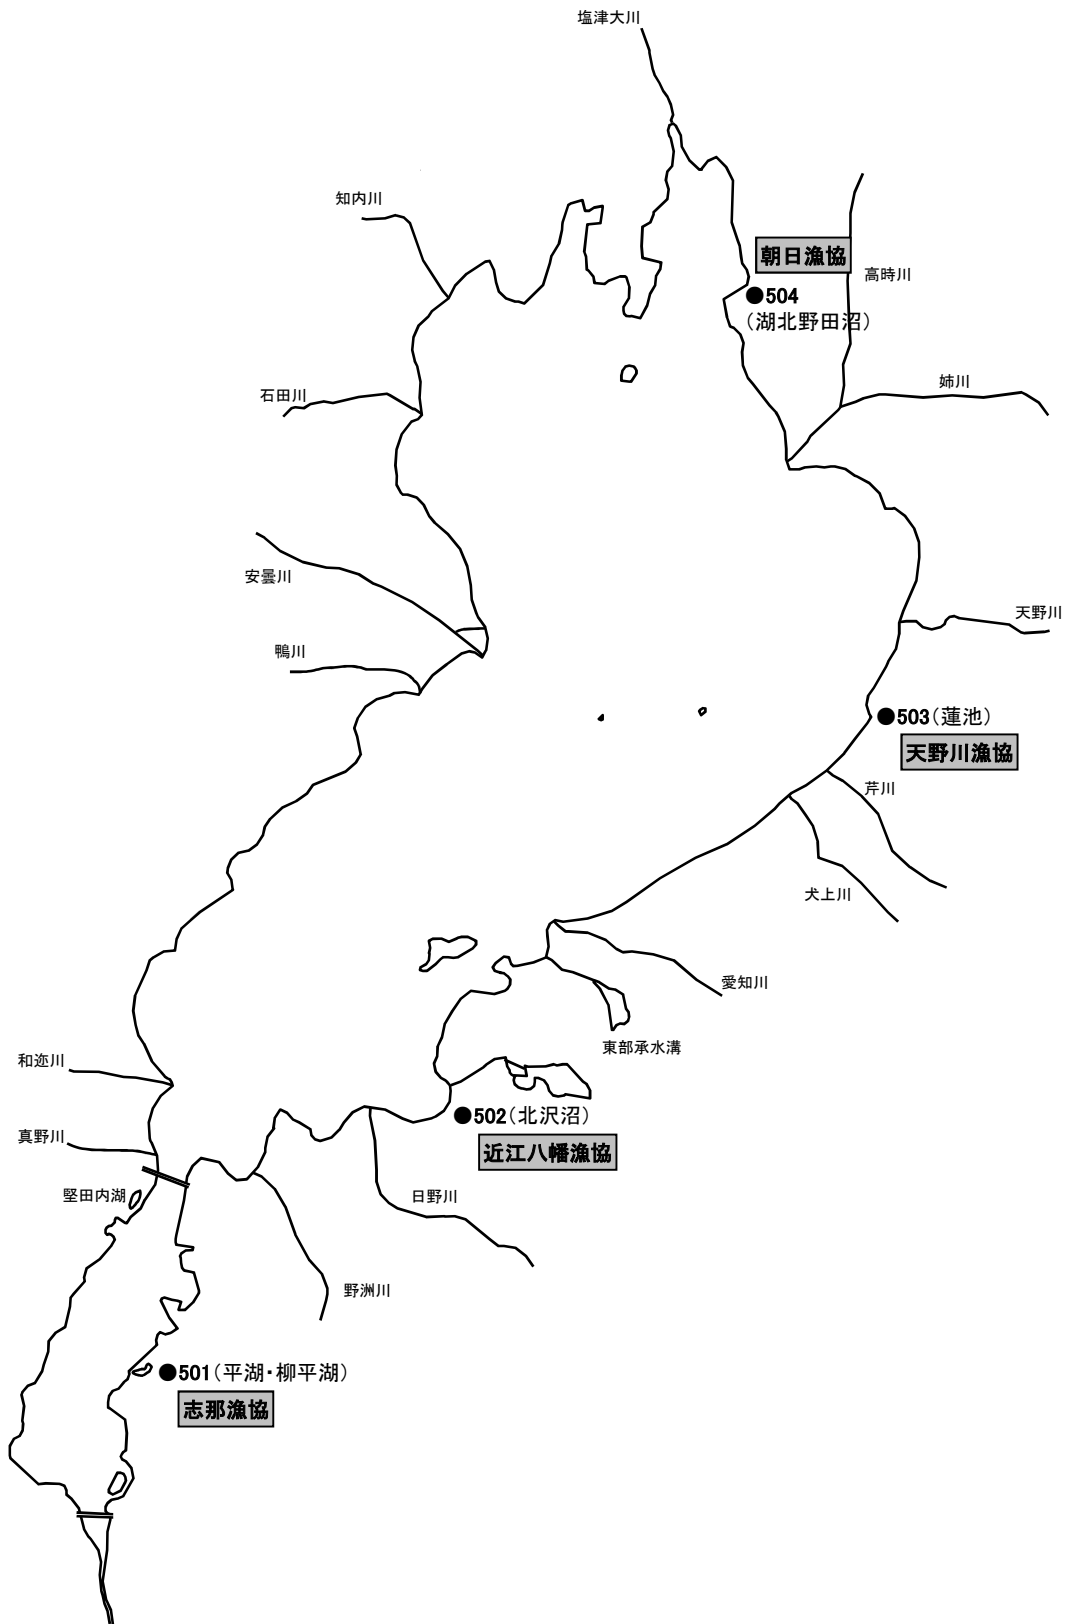 塩津大川
知内川
朝日漁協
高時川
●504
(湖北野田沼)
石田川
姉川
安曇川
天野川
鴨川
●503(蓮池)
天野川漁協
芹川
犬上川
愛知川
東部承水溝
和迩川
●502(北沢沼)
真野川
近江八幡漁協
堅田内湖
日野川
野洲川
●501(平湖・柳平湖)
志那漁協